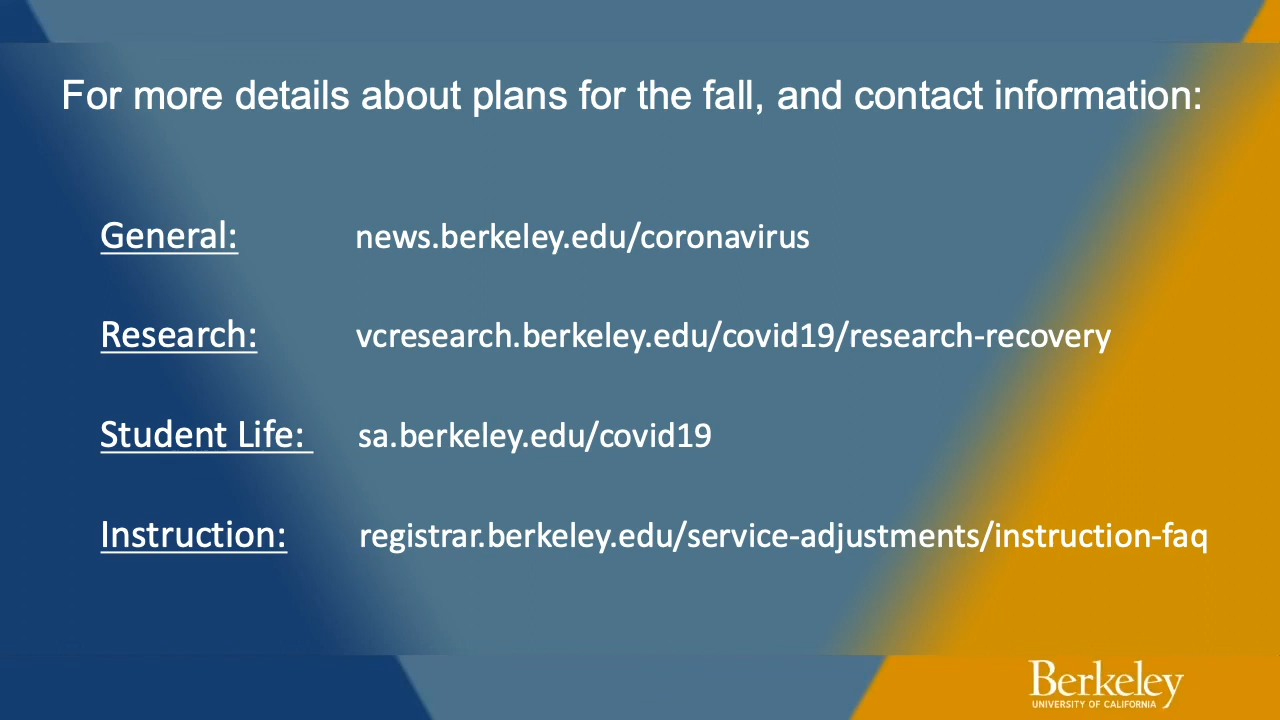 For more details about plans for the fall, and contact information:
General: news.berkeley.edu/coronavirus
Research: vcresearch.berkeley.edu/covid19/research-recovery
Student Life: sa.berkeley.edu/covid19
Instruction: registrar.berkeley.edu/service-adjustments/instruction-faq
Berkeley
UNIVERSITY OF CALIFORNIA